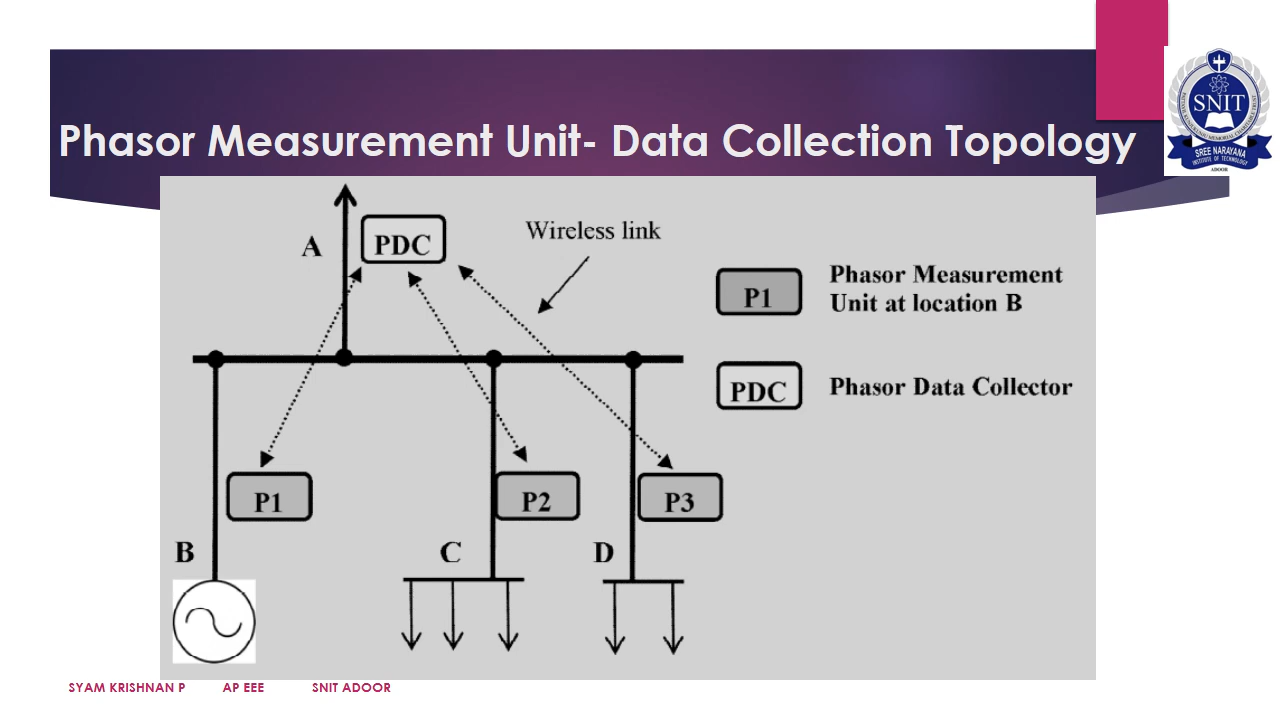 Phasor Measurement Unit- Data Collection Topology
SNIT
SREE NARAYANA
INSTITUTE OF TECHNOLOGY
ADOOR
A
PDC
Wireless link
P1
Phasor Measurement
Unit at location B
PDC
Phasor Data Collector
P1
P2
P3
B
C
D
SYAM KRISHNAN P AP EEE SNIT ADOOR